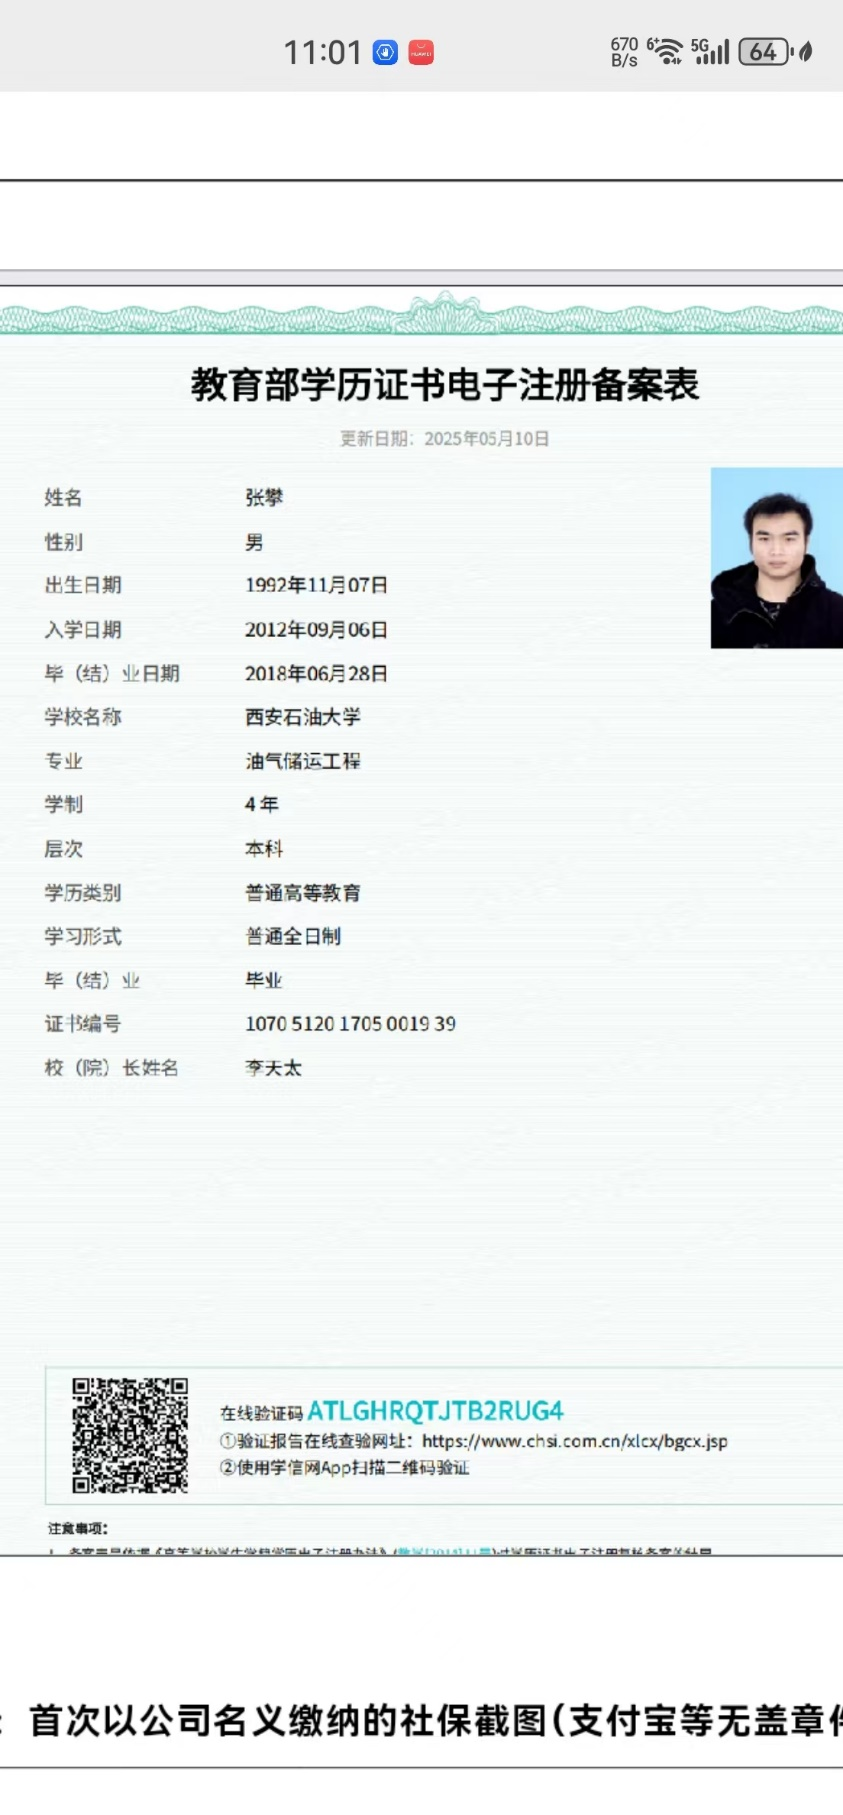 11:01
670 B/s
6+
5G
64
HUAWEI
教育部学历证书电子注册备案表
更新日期：2025年05月10日
姓名 张攀
性别 男
出生日期 1992年11月07日
入学日期 2012年09月06日
毕（结）业日期 2018年06月28日
学校名称 西安石油大学
专业 油气储运工程
学制 4 年
层次 本科
学历类别 普通高等教育
学习形式 普通全日制
毕（结）业 毕业
证书编号 1070 5120 1705 0019 39
校（院）长姓名 李天太
在线验证码 ATLGHRQTJTB2RUG4
①验证报告在线查验网址：https://www.chsi.com.cn/xlcx/bgcx.jsp
②使用学信网App扫描二维码验证
注意事项：
：首次以公司名义缴纳的社保截图(支付宝等无盖章件